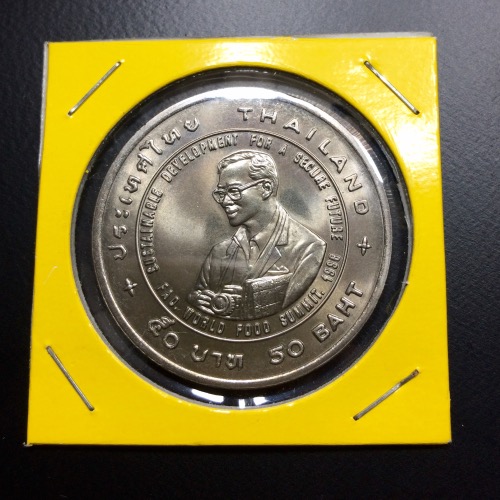 ประเทศไทย THAILAND
SUSTAINABLE DEVELOPMENT FOR A SECURE FUTURE
F.A.O. WORLD FOOD SUMMIT. 1996
๕๐ บาท 50 BAHT